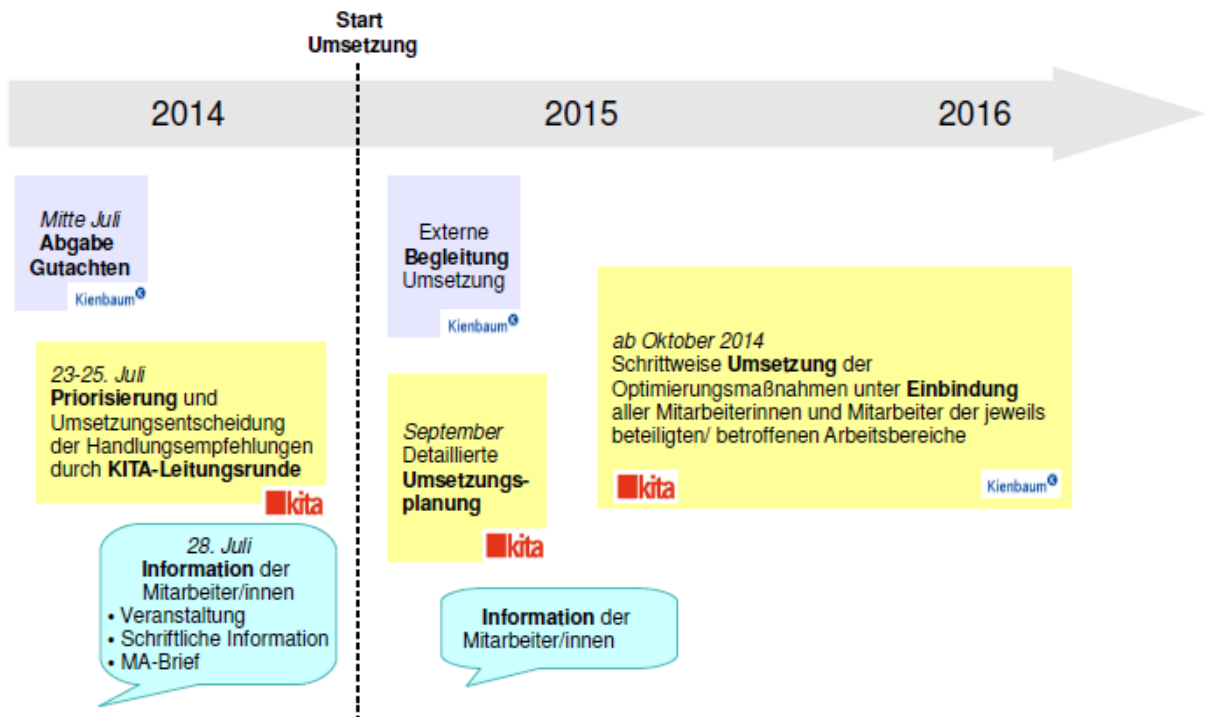 Start
Umsetzung
2014
2015
2016
Mitte Juli
Abgabe
Gutachten
Kienbaum
23-25. Juli
Priorisierung und
Umsetzungsentscheidung
der Handlungsempfehlungen
durch KITA-Leitungsrunde
kita
28. Juli
Information der
Mitarbeiter/innen
• Veranstaltung
• Schriftliche Information
• MA-Brief
Externe
Begleitung
Umsetzung
Kienbaum
September
Detaillierte
Umsetzungs-
planung
kita
Information der
Mitarbeiter/innen
ab Oktober 2014
Schrittweise Umsetzung der
Optimierungsmaßnahmen unter Einbindung
aller Mitarbeiterinnen und Mitarbeiter der jeweils
beteiligten/ betroffenen Arbeitsbereiche
kita
Kienbaum